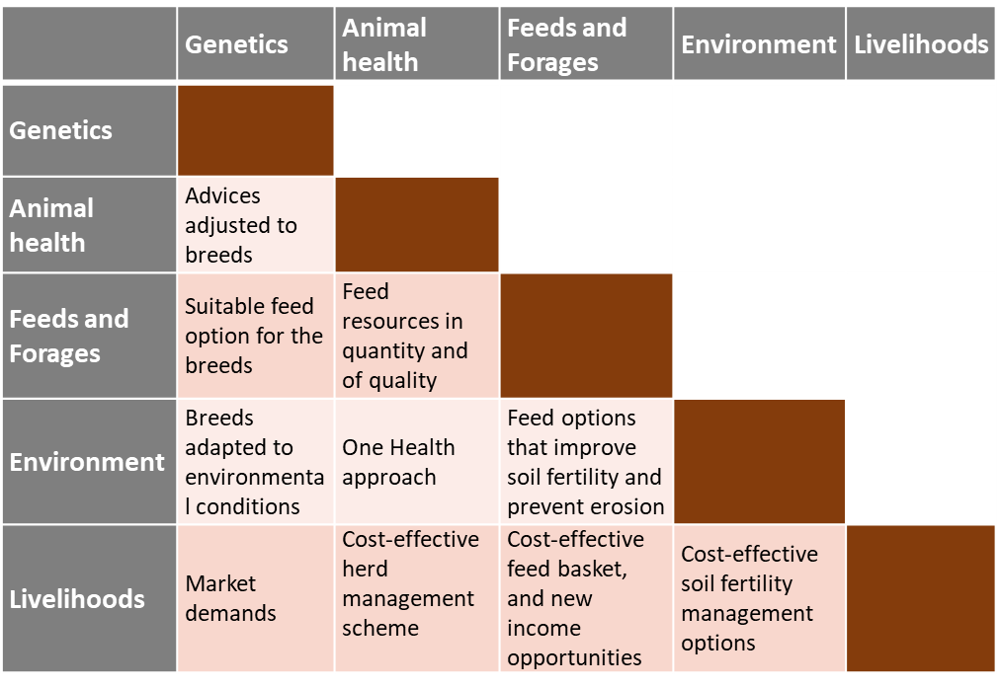 Genetics
Animal
health
Feeds and
Forages
Environment
Livelihoods
Genetics
Animal
health
Advices
adjusted to
breeds
Feeds and
Forages
Suitable feed
option for the
breeds
Feed
resources in
quantity and
of quality
Environment
Breeds
adapted to
environmenta
l conditions
One Health
approach
Feed options
that improve
soil fertility and
prevent erosion
Livelihoods
Market
demands
Cost-effective
herd
management
scheme
Cost-effective
feed basket,
and new
income
opportunities
Cost-effective
soil fertility
management
options